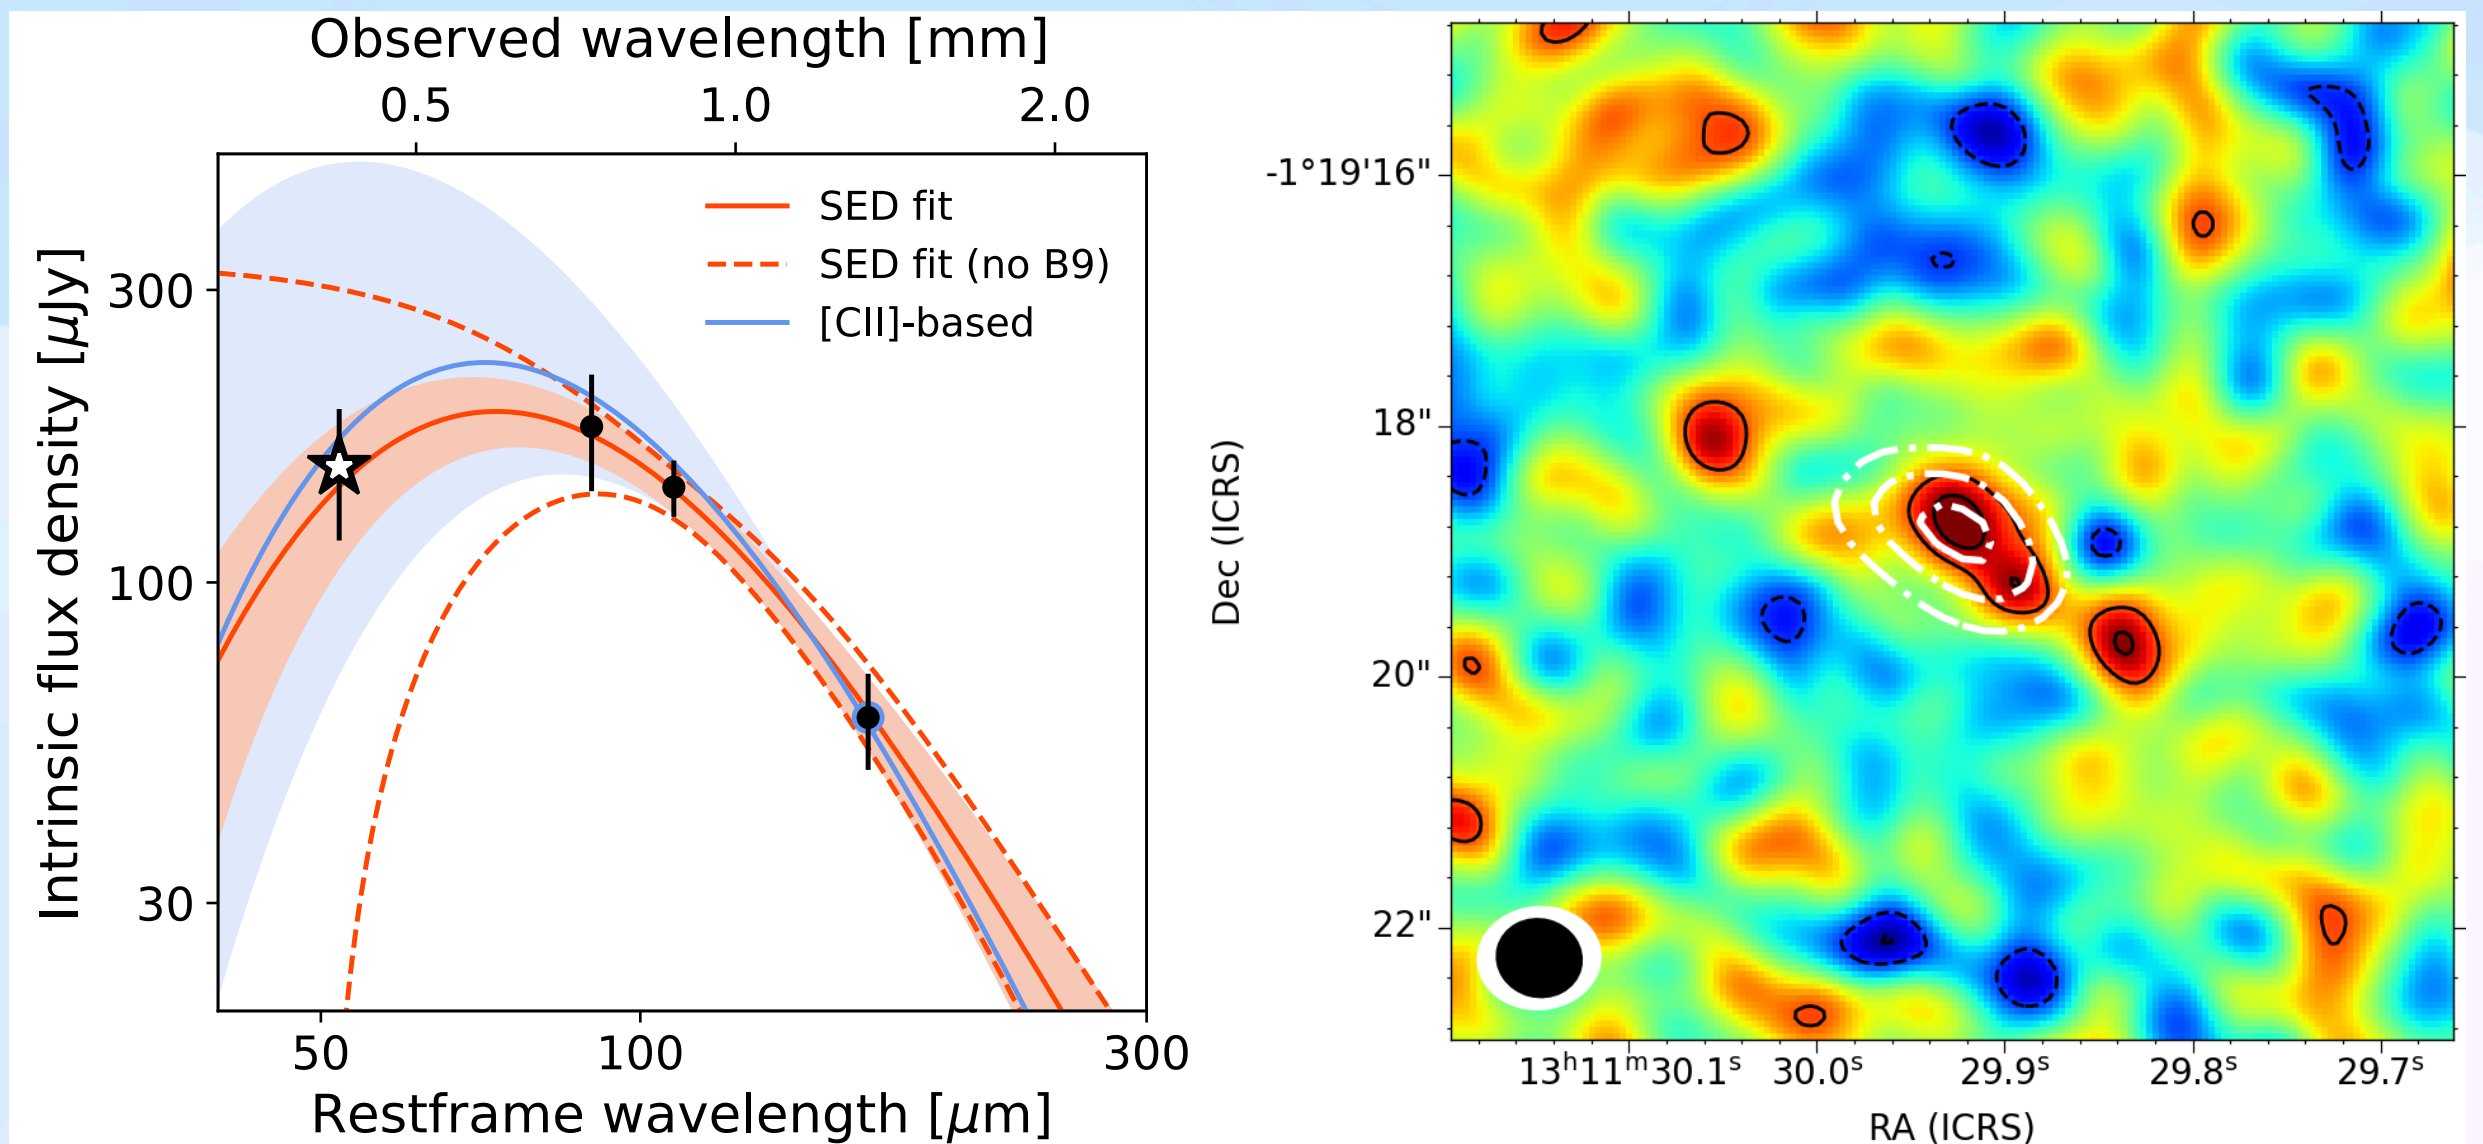 Observed wavelength [mm]
0.5 1.0 2.0
SED fit
SED fit (no B9)
[CII]-based
Intrinsic flux density [μJy]
300
100
30
50 100 300
Restframe wavelength [μm]
-1°19'16"
18"
20"
22"
Dec (ICRS)
13ʰ11ᵐ30.1ˢ 30.0ˢ 29.9ˢ 29.8ˢ 29.7ˢ
RA (ICRS)